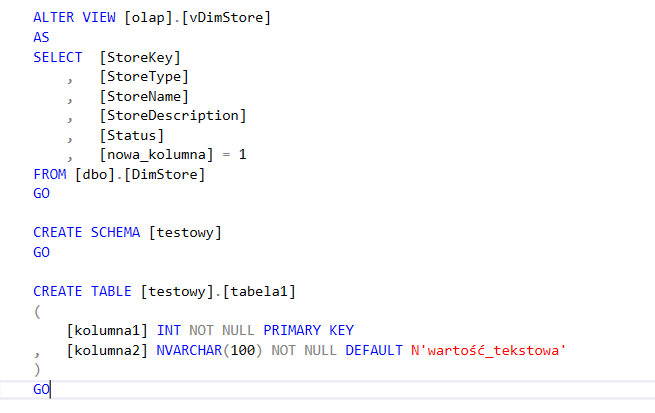 ALTER VIEW [olap].[vDimStore]
AS
SELECT  [StoreKey]
    ,   [StoreType]
    ,   [StoreName]
    ,   [StoreDescription]
    ,   [Status]
    ,   [nowa_kolumna] = 1
FROM [dbo].[DimStore]
GO

CREATE SCHEMA [testowy]
GO

CREATE TABLE [testowy].[tabela1]
(
    [kolumna1] INT NOT NULL PRIMARY KEY
,   [kolumna2] NVARCHAR(100) NOT NULL DEFAULT N'wartość_tekstowa'
)
GO